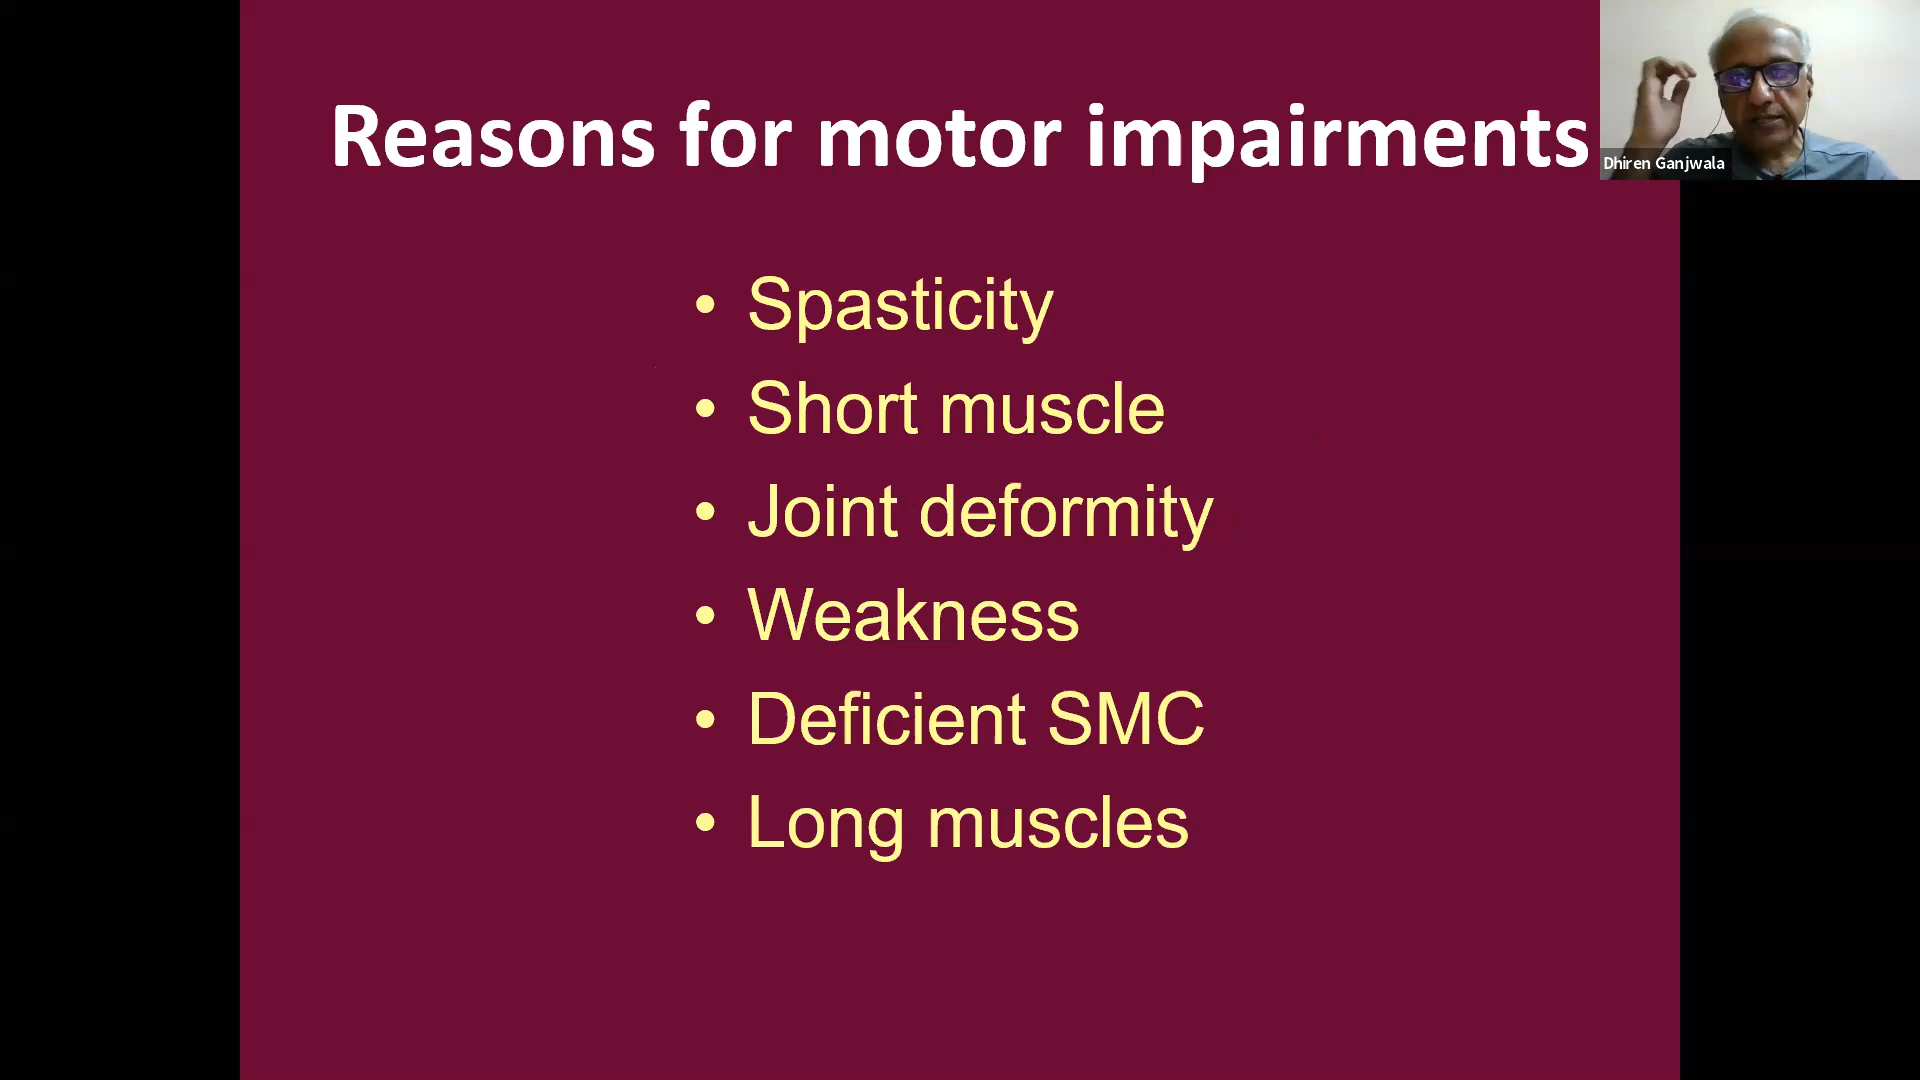 Reasons for motor impairments
Dhiren Ganjwala
• Spasticity
• Short muscle
• Joint deformity
• Weakness
• Deficient SMC
• Long muscles